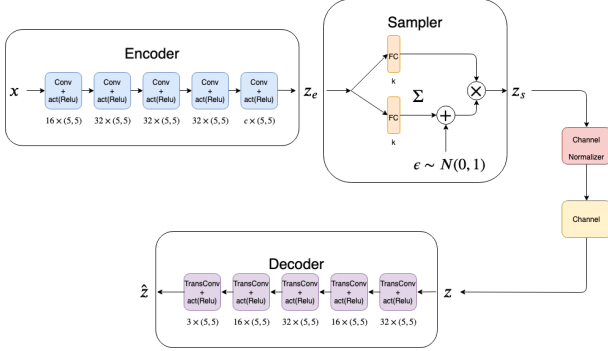 Encoder
x
Conv + act(Relu)
Conv + act(Relu)
Conv + act(Relu)
Conv + act(Relu)
Conv + act(Relu)
16 × (5, 5)
32 × (5, 5)
32 × (5, 5)
32 × (5, 5)
c × (5, 5)
z_e
Sampler
FC
k
Σ
FC
k
+
×
ϵ ∼ N(0, 1)
z_s
Channel
Normalizer
Channel
Decoder
ẑ
TransConv + act(Relu)
TransConv + act(Relu)
TransConv + act(Relu)
TransConv + act(Relu)
TransConv + act(Relu)
z
3 × (5, 5)
16 × (5, 5)
32 × (5, 5)
16 × (5, 5)
32 × (5, 5)